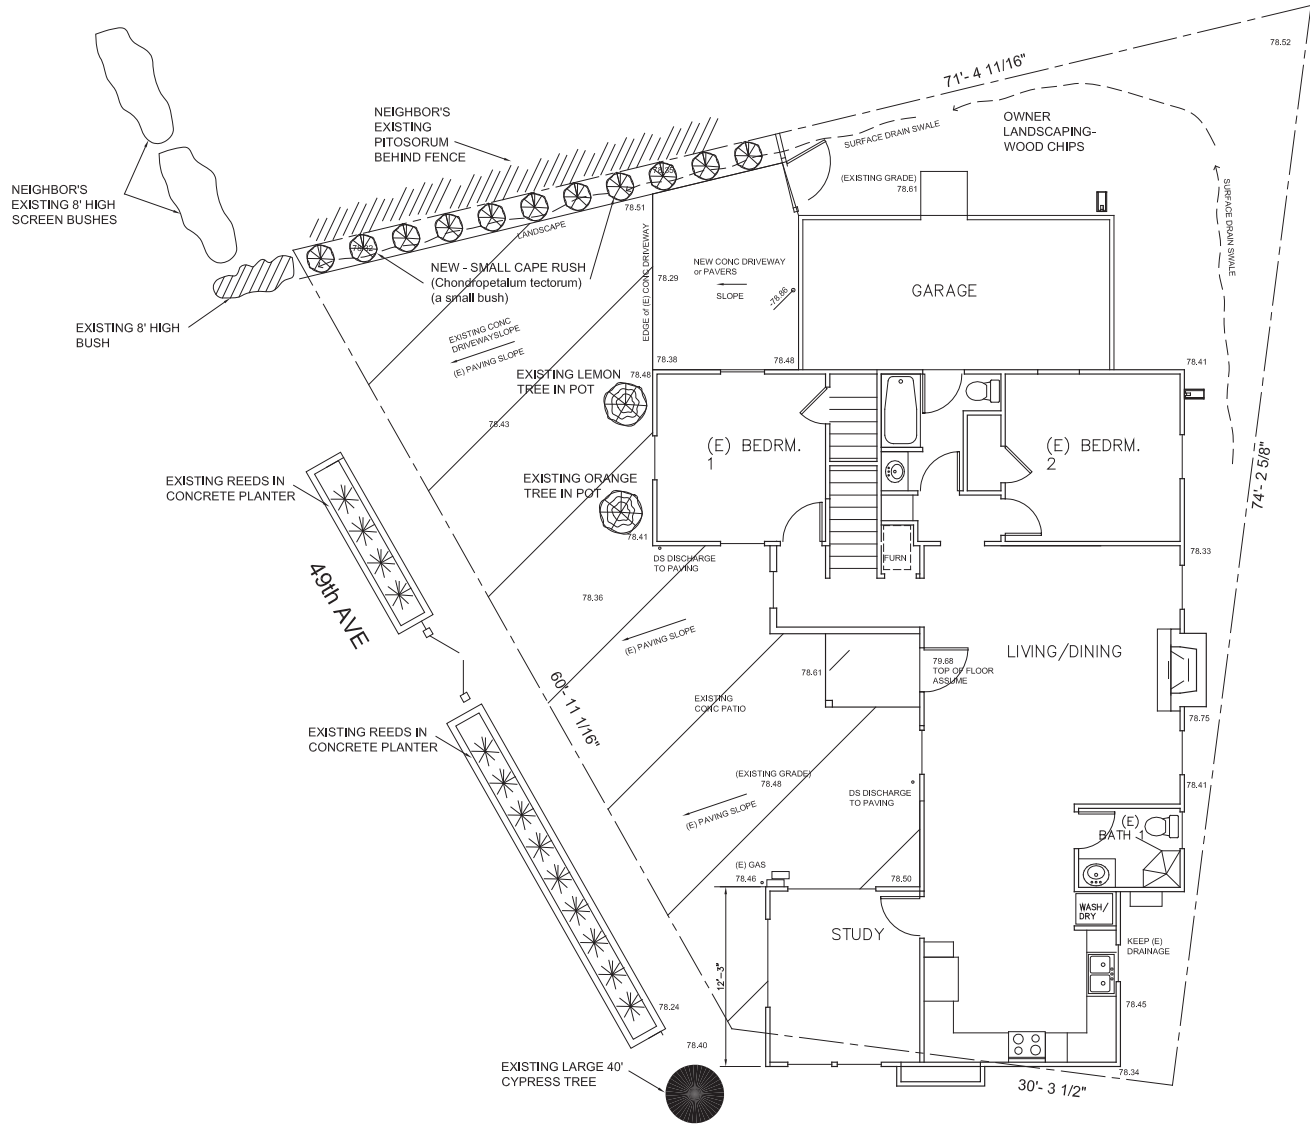 78.52
71'- 4 11/16"
OWNER
LANDSCAPING-
WOOD CHIPS
SURFACE DRAIN SWALE
NEIGHBOR'S
EXISTING
PITOSORUM
BEHIND FENCE
78.35
(EXISTING GRADE)
78.61
SURFACE DRAIN SWALE
NEIGHBOR'S
EXISTING 8' HIGH
SCREEN BUSHES
78.51
LANDSCAPE
78.32
NEW - SMALL CAPE RUSH
(Chondropetalum tectorum)
(a small bush)
EDGE of (E) CONC DRIVEWAY
78.29
NEW CONC DRIVEWAY
or PAVERS
SLOPE
78.86
GARAGE
EXISTING 8' HIGH
BUSH
EXISTING CONC
DRIVEWAYSLOPE
(E) PAVING SLOPE
78.38
78.48
78.41
EXISTING LEMON
TREE IN POT
78.48
78.43
(E) BEDRM.
1
(E) BEDRM.
2
74'- 2 5/8"
EXISTING REEDS IN
CONCRETE PLANTER
EXISTING ORANGE
TREE IN POT
78.41
DS DISCHARGE
TO PAVING
FURN
78.33
49th AVE
78.36
(E) PAVING SLOPE
LIVING/DINING
78.61
79.68
TOP OF FLOOR
ASSUME
60'- 11 1/16"
EXISTING
CONC PATIO
78.75
EXISTING REEDS IN
CONCRETE PLANTER
(EXISTING GRADE)
78.48
(E) PAVING SLOPE
DS DISCHARGE
TO PAVING
78.41
(E)
BATH 1
(E) GAS
78.46
78.50
WASH/
DRY
STUDY
KEEP (E)
DRAINAGE
12'-3"
78.24
78.45
78.40
EXISTING LARGE 40'
CYPRESS TREE
78.34
30'- 3 1/2"